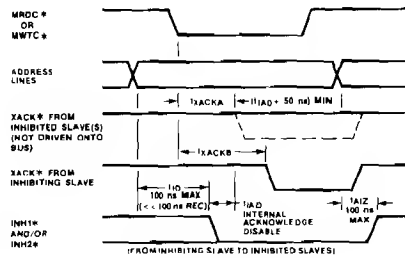 MRDC*
OR
MWTC*
ADDRESS
LINES
tXACKA
(tIAD + 50 ns) MIN
XACK* FROM
INHIBITED SLAVE(S)
(NOT DRIVEN ONTO
BUS)
tXACKB
XACK* FROM
INHIBITING SLAVE
tID
100 ns MAX
(<< 100 ns REC)
tIAD
INTERNAL
ACKNOWLEDGE
DISABLE
tAIZ
100 ns
MAX
INH1*
AND/OR
INH2*
(FROM INHIBITING SLAVE TO INHIBITED SLAVES)